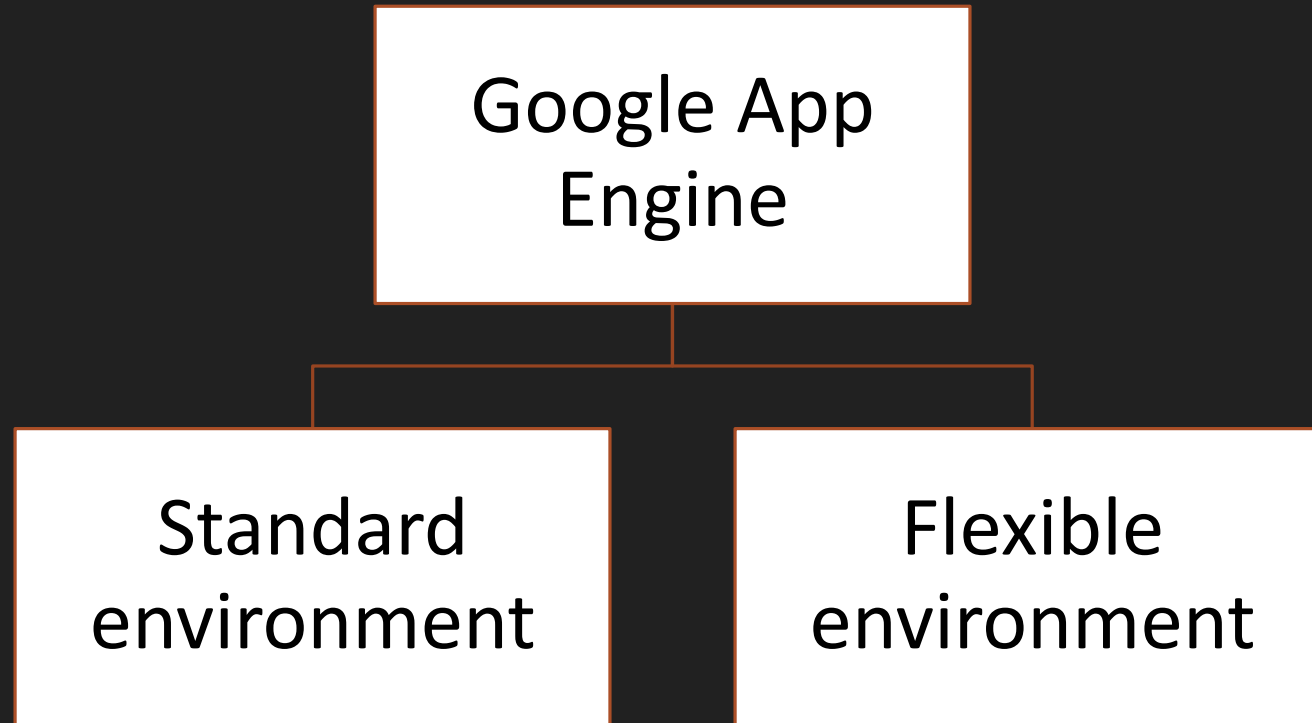 Google App
Engine
Standard
environment
Flexible
environment